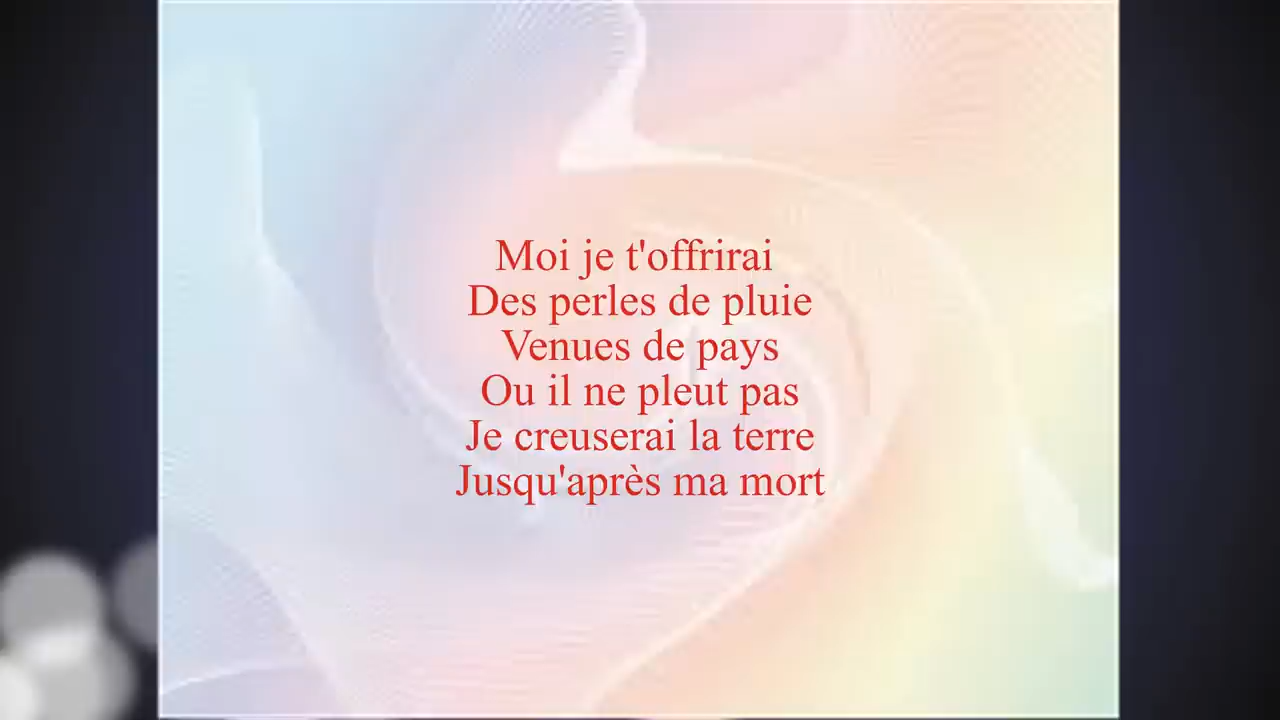 Moi je t'offrirai
Des perles de pluie
Venues de pays
Ou il ne pleut pas
Je creuserai la terre
Jusqu'après ma mort